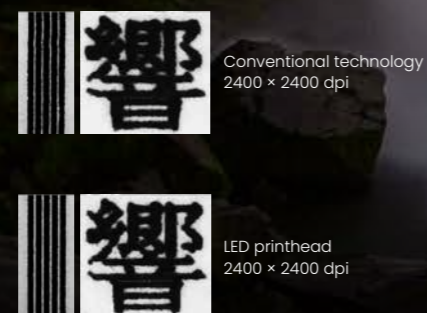 響
Conventional technology
2400 × 2400 dpi
響
LED printhead
2400 × 2400 dpi